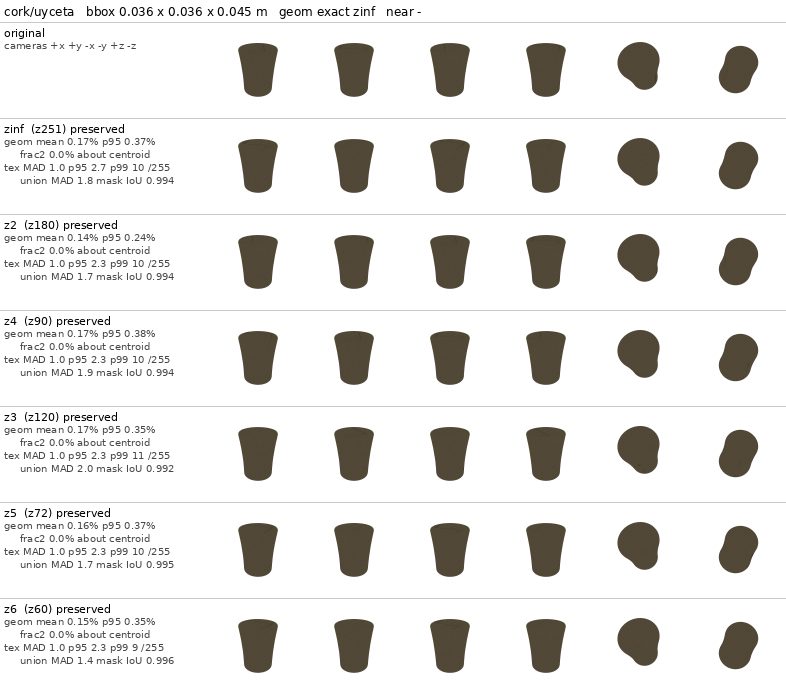 cork/uyceta bbox 0.036 x 0.036 x 0.045 m geom exact zinf near -
original
cameras +x +y -x -y +z -z
zinf (z251) preserved
geom mean 0.17% p95 0.37%
frac2 0.0% about centroid
tex MAD 1.0 p95 2.7 p99 10 /255
union MAD 1.8 mask IoU 0.994
z2 (z180) preserved
geom mean 0.14% p95 0.24%
frac2 0.0% about centroid
tex MAD 1.0 p95 2.3 p99 10 /255
union MAD 1.7 mask IoU 0.994
z4 (z90) preserved
geom mean 0.17% p95 0.38%
frac2 0.0% about centroid
tex MAD 1.0 p95 2.3 p99 10 /255
union MAD 1.9 mask IoU 0.994
z3 (z120) preserved
geom mean 0.17% p95 0.35%
frac2 0.0% about centroid
tex MAD 1.0 p95 2.3 p99 11 /255
union MAD 2.0 mask IoU 0.992
z5 (z72) preserved
geom mean 0.16% p95 0.37%
frac2 0.0% about centroid
tex MAD 1.0 p95 2.3 p99 10 /255
union MAD 1.7 mask IoU 0.995
z6 (z60) preserved
geom mean 0.15% p95 0.35%
frac2 0.0% about centroid
tex MAD 1.0 p95 2.3 p99 9 /255
union MAD 1.4 mask IoU 0.996